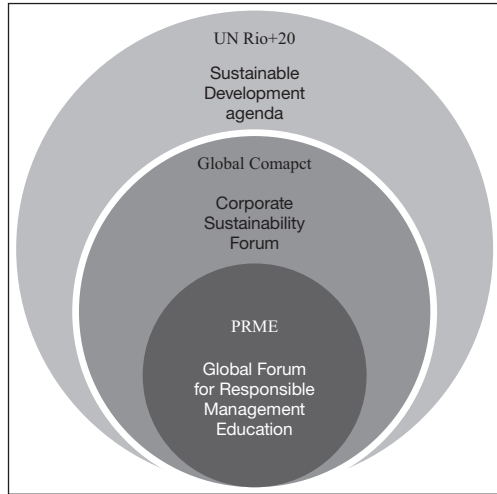 UN Rio+20
Sustainable
Development
agenda
Global Comapct
Corporate
Sustainability
Forum
PRME
Global Forum
for Responsible
Management
Education